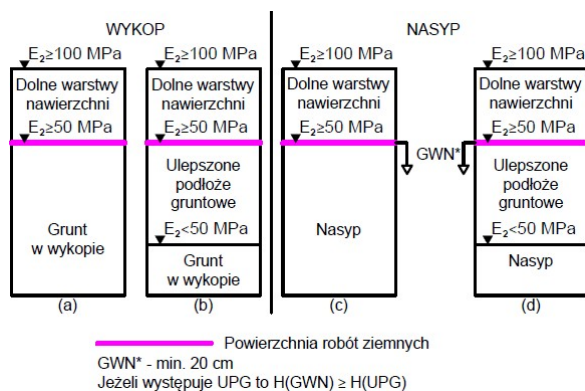 WYKOP
NASYP
E₂≥100 MPa
E₂≥100 MPa
E₂≥100 MPa
E₂≥100 MPa
Dolne warstwy
nawierzchni
Dolne warstwy
nawierzchni
Dolne warstwy
nawierzchni
Dolne warstwy
nawierzchni
E₂≥50 MPa
E₂≥50 MPa
E₂≥50 MPa
E₂≥50 MPa
GWN*
Grunt
w wykopie
Ulepszone
podłoże
gruntowe
Nasyp
Ulepszone
podłoże
gruntowe
E₂<50 MPa
E₂<50 MPa
Grunt
w wykopie
Nasyp
(a)
(b)
(c)
(d)
Powierzchnia robót ziemnych
GWN* - min. 20 cm
Jeżeli występuje UPG to H(GWN) ≥ H(UPG)